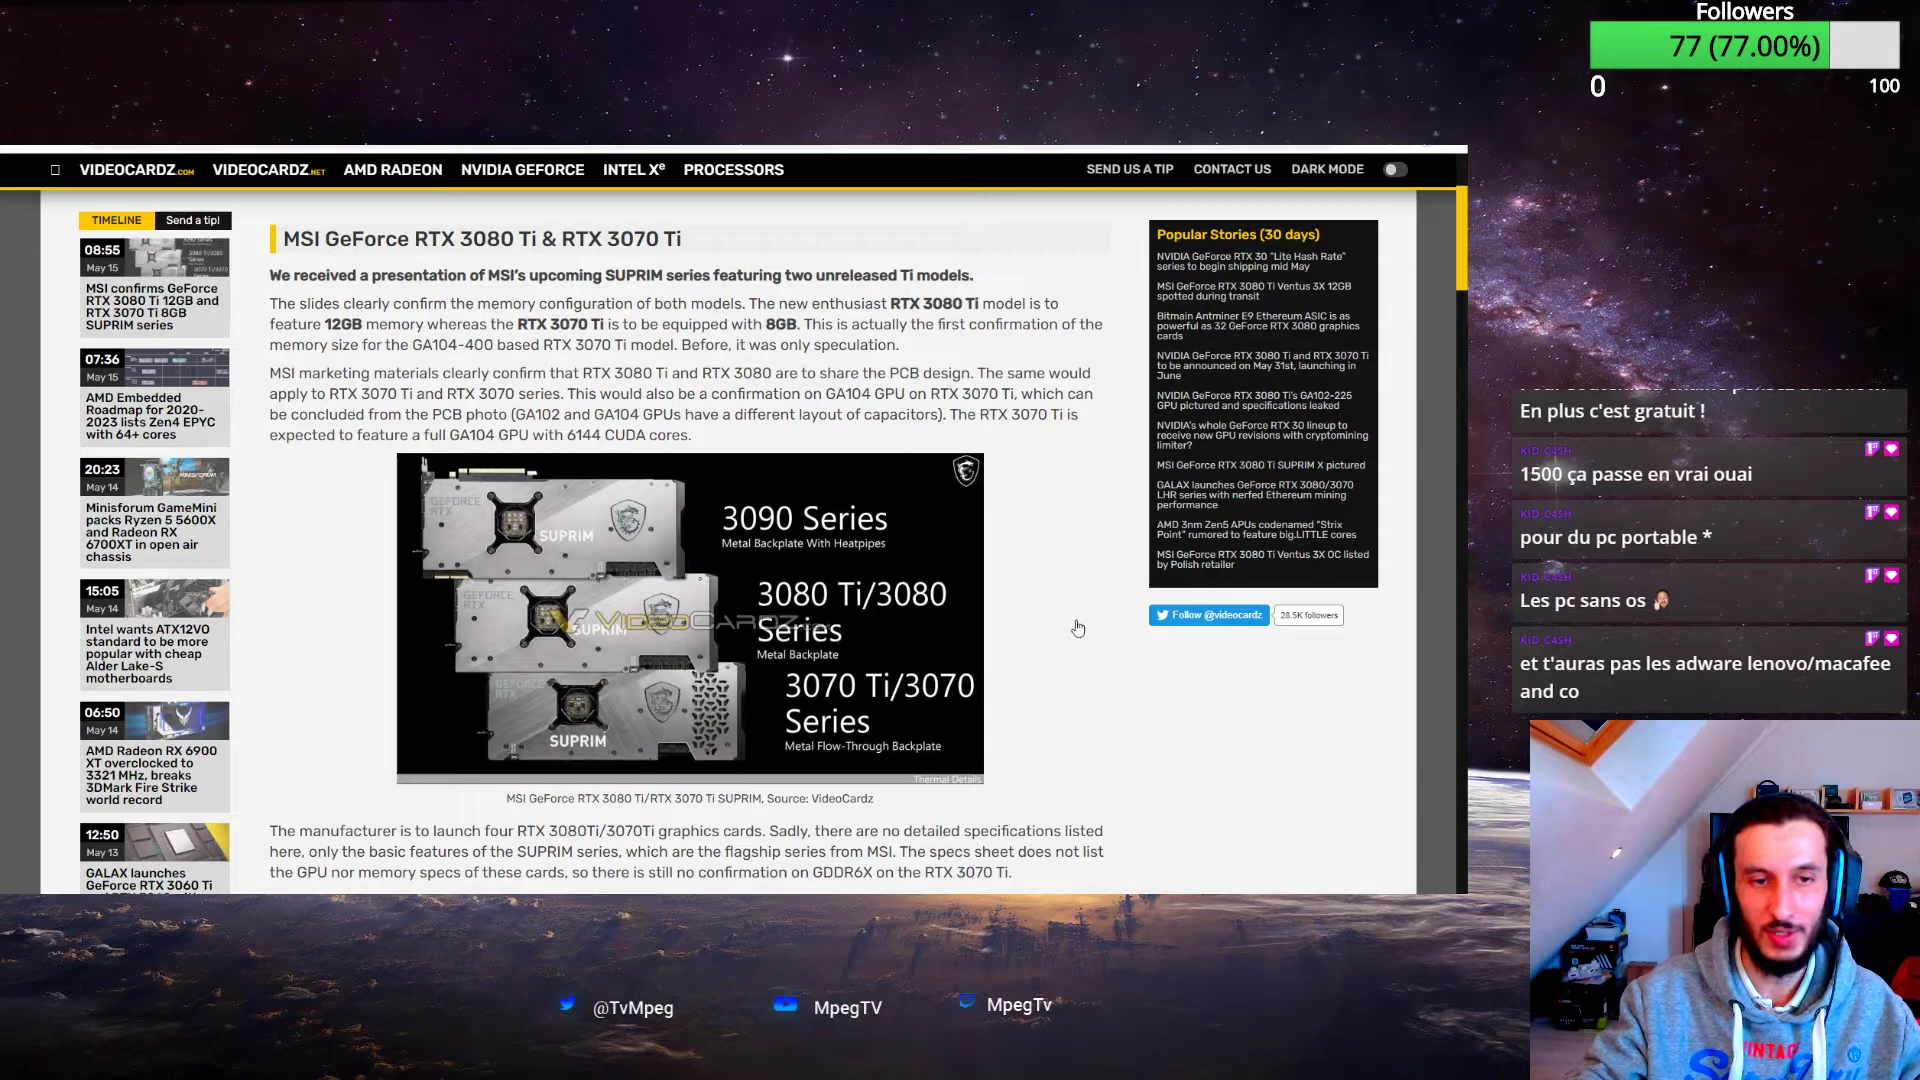 Followers
77 (77.00%)
0
100
VIDEOCARDZ.COM
VIDEOCARDZ.NET
AMD RADEON
NVIDIA GEFORCE
INTEL Xe
PROCESSORS
SEND US A TIP
CONTACT US
DARK MODE
TIMELINE
Send a tip!
08:55
May 15
MSI confirms GeForce
RTX 3080 Ti 12GB and
RTX 3070 Ti 8GB
SUPRIM series
07:36
May 15
AMD Embedded
Roadmap for 2020-
2023 lists Zen4 EPYC
with 64+ cores
20:23
May 14
Minisforum GameMini
packs Ryzen 5 5600X
and Radeon RX
6700XT in open air
chassis
15:05
May 14
Intel wants ATX12VO
standard to be more
popular with cheap
Alder Lake-S
motherboards
06:50
May 14
AMD Radeon RX 6900
XT overclocked to
3321 MHz, breaks
3DMark Fire Strike
world record
12:50
May 13
GALAX launches
GeForce RTX 3060 Ti
MSI GeForce RTX 3080 Ti & RTX 3070 Ti
We received a presentation of MSI's upcoming SUPRIM series featuring two unreleased Ti models.
The slides clearly confirm the memory configuration of both models. The new enthusiast RTX 3080 Ti model is to
feature 12GB memory whereas the RTX 3070 Ti is to be equipped with 8GB. This is actually the first confirmation of the
memory size for the GA104-400 based RTX 3070 Ti model. Before, it was only speculation.
MSI marketing materials clearly confirm that RTX 3080 Ti and RTX 3080 are to share the PCB design. The same would
apply to RTX 3070 Ti and RTX 3070 series. This would also be a confirmation on GA104 GPU on RTX 3070 Ti, which can
be concluded from the PCB photo (GA102 and GA104 GPUs have a different layout of capacitors). The RTX 3070 Ti is
expected to feature a full GA104 GPU with 6144 CUDA cores.
GEFORCE
RTX
SUPRIM
3090 Series
Metal Backplate With Heatpipes
GEFORCE
RTX
SUPRIM
VIDEOCARDZ
3080 Ti/3080
Series
Metal Backplate
GEFORCE
RTX
SUPRIM
3070 Ti/3070
Series
Metal Flow-Through Backplate
Thermal Details
MSI GeForce RTX 3080 Ti/RTX 3070 Ti SUPRIM, Source: VideoCardz
The manufacturer is to launch four RTX 3080Ti/3070Ti graphics cards. Sadly, there are no detailed specifications listed
here, only the basic features of the SUPRIM series, which are the flagship series from MSI. The specs sheet does not list
the GPU nor memory specs of these cards, so there is still no confirmation on GDDR6X on the RTX 3070 Ti.
Popular Stories (30 days)
NVIDIA GeForce RTX 30 "Lite Hash Rate"
series to begin shipping mid May
MSI GeForce RTX 3080 Ti Ventus 3X 12GB
spotted during transit
Bitmain Antminer E9 Ethereum ASIC is as
powerful as 32 GeForce RTX 3080 graphics
cards
NVIDIA GeForce RTX 3080 Ti and RTX 3070 Ti
to be announced on May 31st, launching in
June
NVIDIA GeForce RTX 3080 Ti's GA102-225
GPU pictured and specifications leaked
NVIDIA's whole GeForce RTX 30 lineup to
receive new GPU revisions with cryptomining
limiter?
MSI GeForce RTX 3080 Ti SUPRIM X pictured
GALAX launches GeForce RTX 3080/3070
LHR series with nerfed Ethereum mining
performance
AMD 3nm Zen5 APUs codenamed "Strix
Point" rumored to feature big.LITTLE cores
MSI GeForce RTX 3080 Ti Ventus 3X OC listed
by Polish retailer
Follow @videocardz
28.5K followers
En plus c'est gratuit !
KID C4SH
1500 ça passe en vrai ouai
KID C4SH
pour du pc portable *
KID C4SH
Les pc sans os
KID C4SH
et t'auras pas les adware lenovo/macafee
and co
@TvMpeg
MpegTV
MpegTv